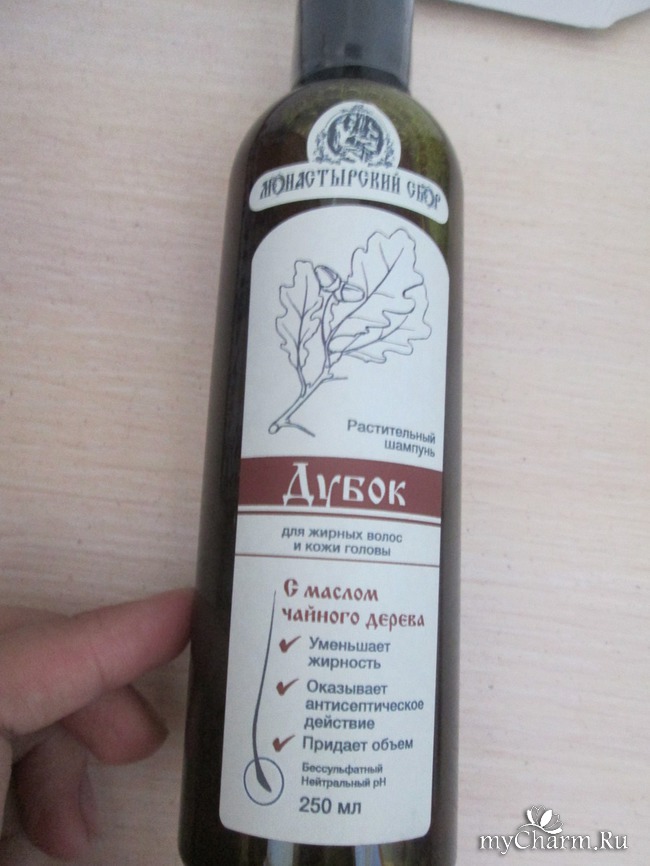 МОНАСТЫРСКИЙ СБОР
Растительный
шампунь
Дубок
для жирных волос
и кожи головы
С маслом
чайного дерева
Уменьшает
жирность
Оказывает
антисептическое
действие
Придает объем
Бессульфатный
Нейтральный pH
250 мл
myCharm.Ru